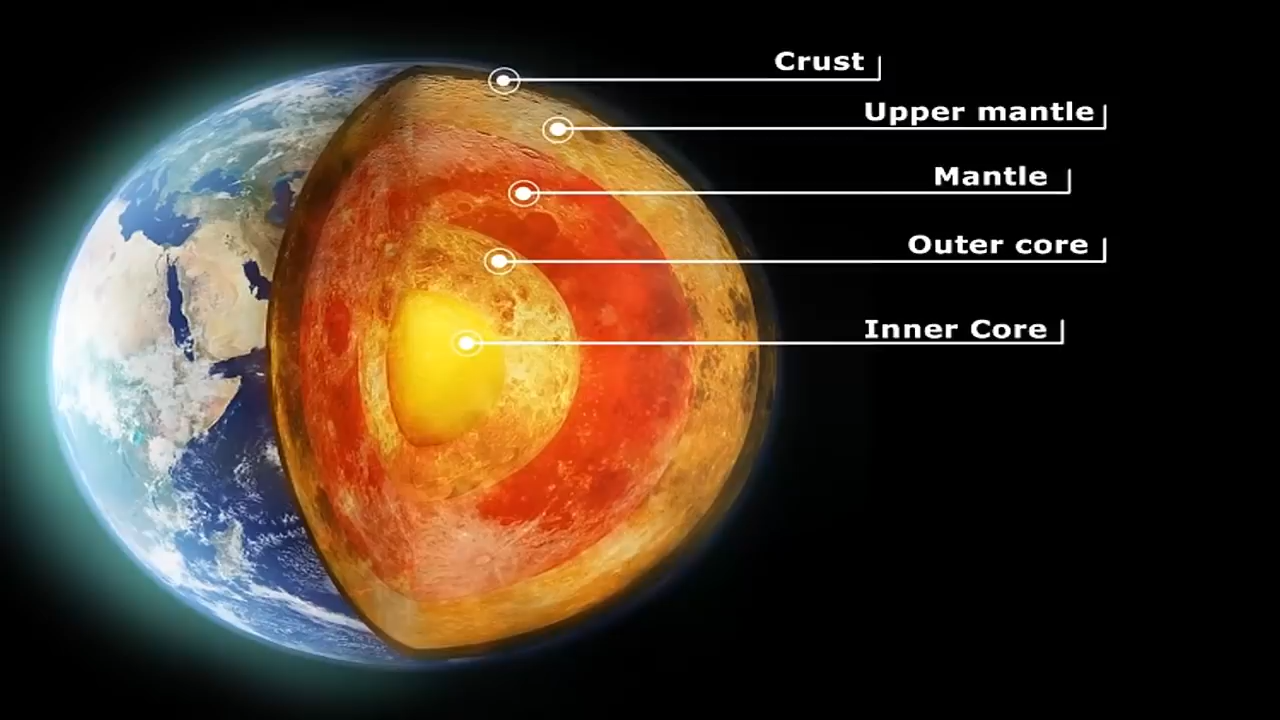 Crust
Upper mantle
Mantle
Outer core
Inner Core